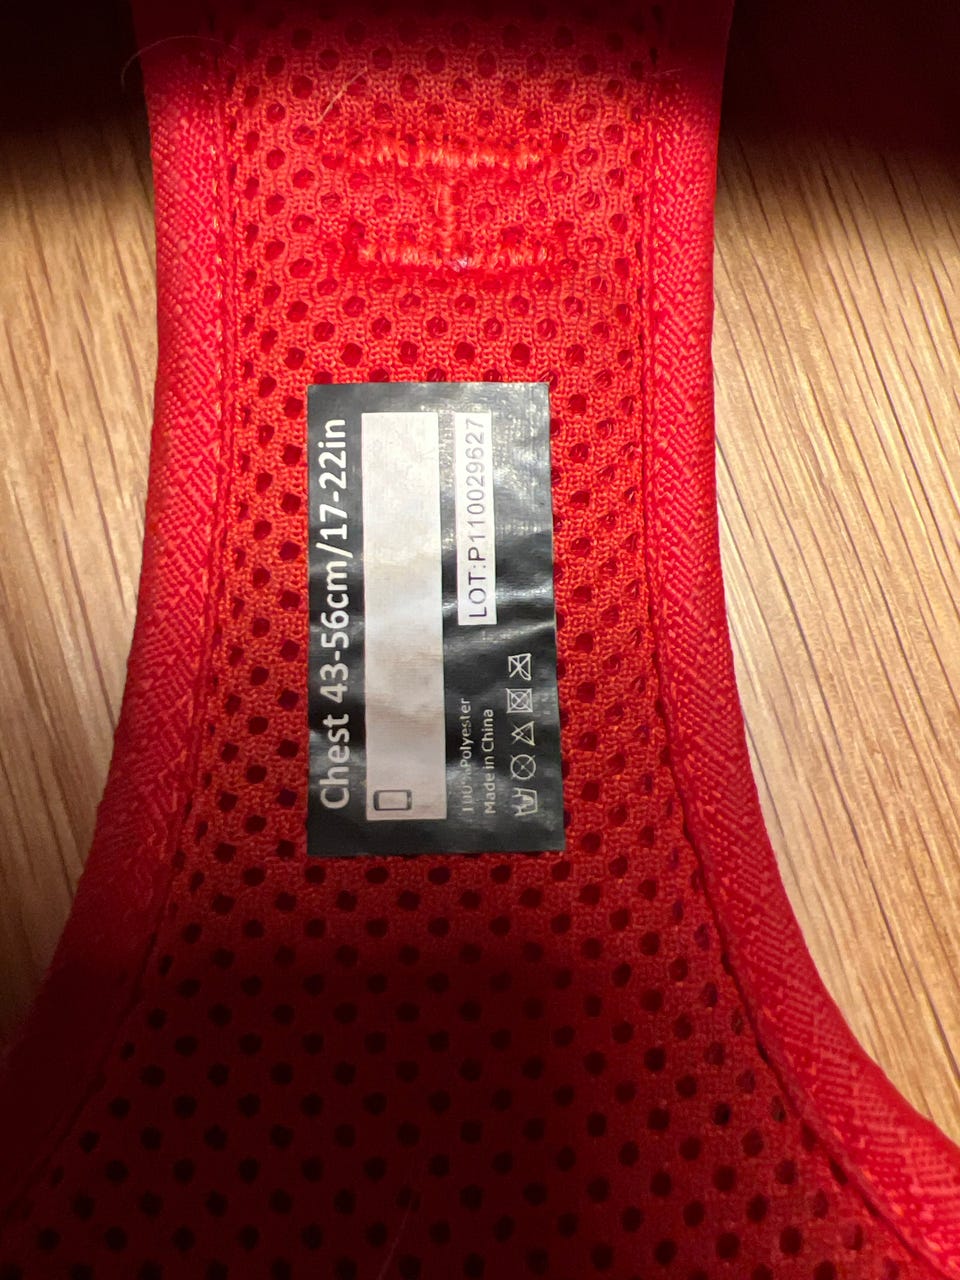 Chest 43-56cm/17-22in
LOT:P110029627
100%Polyester
Made in China